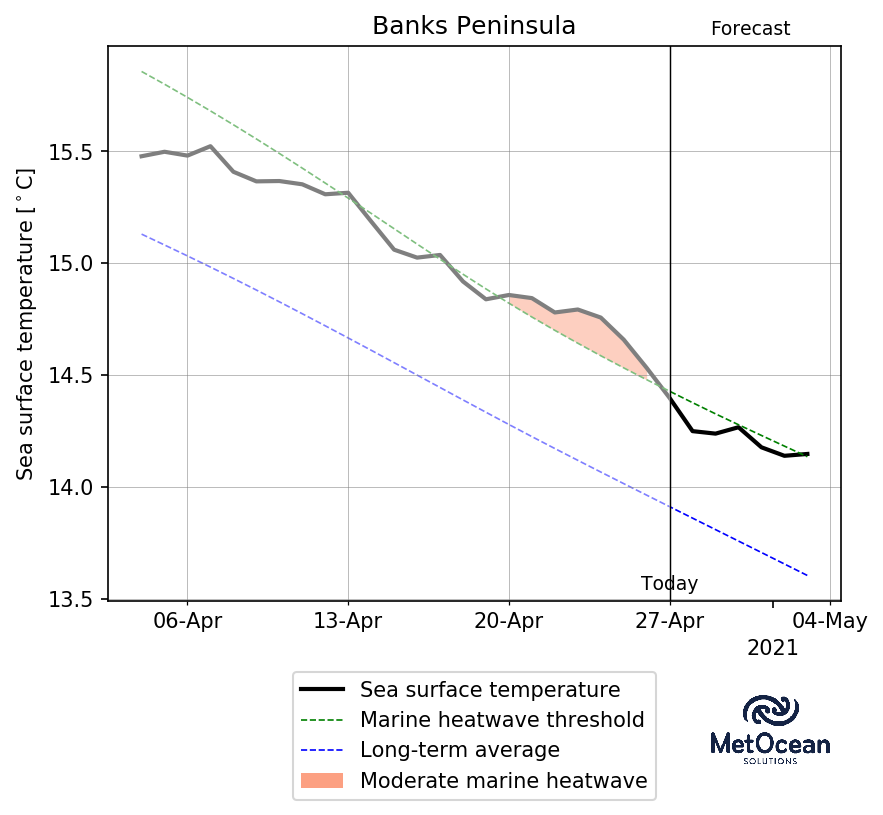 Banks Peninsula
Forecast
Sea surface temperature [°C]
15.5
15.0
14.5
14.0
13.5
Today
06-Apr
13-Apr
20-Apr
27-Apr
04-May
2021
Sea surface temperature
Marine heatwave threshold
Long-term average
Moderate marine heatwave
MetOcean
SOLUTIONS